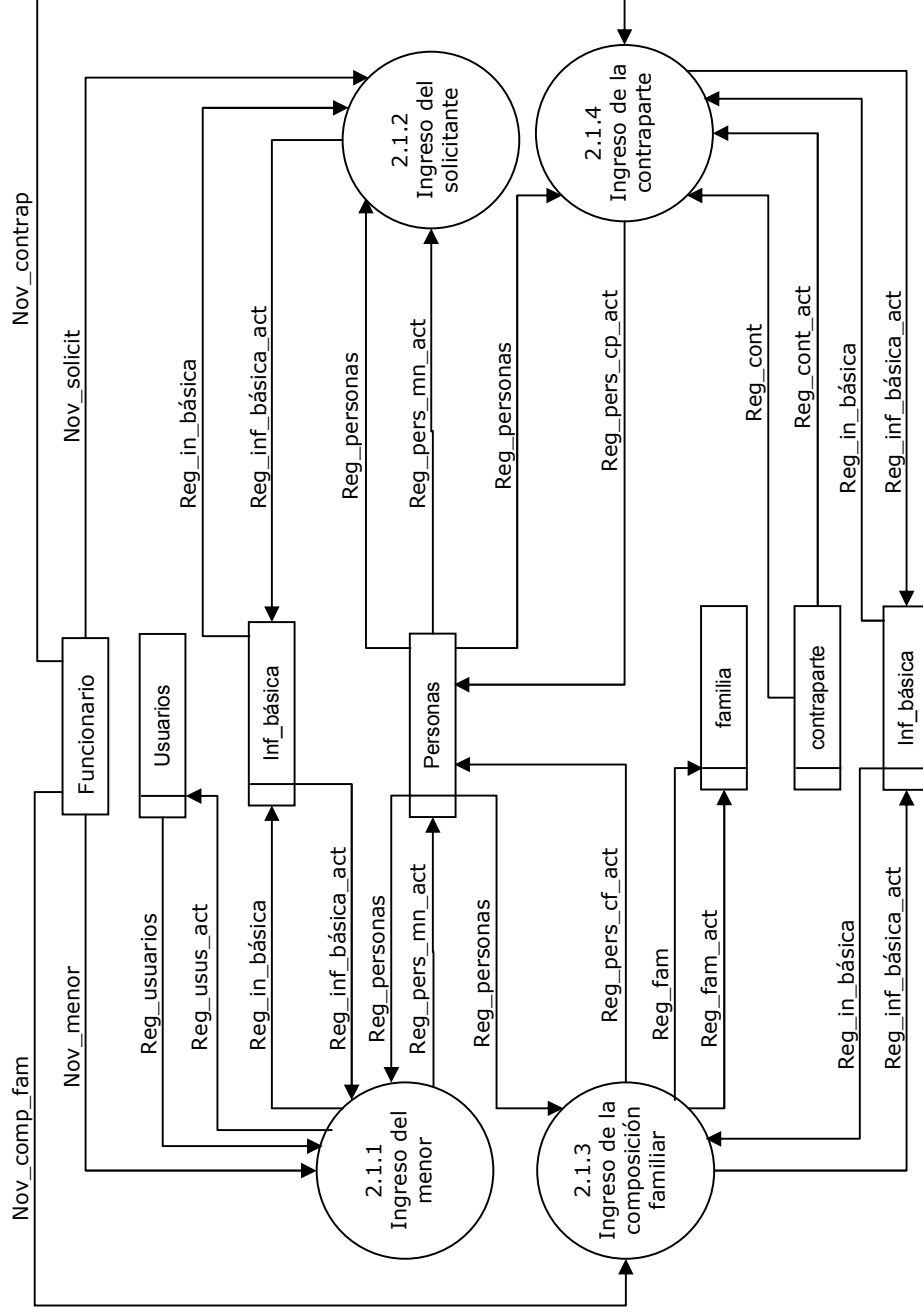 Nov_comp_fam
Nov_contrap
Nov_menor
Funcionario
Nov_solicit
Reg_usuarios
Usuarios
Reg_usus_act
Reg_in_básica
Reg_in_básica
Inf_básica
Reg_inf_básica_act
Reg_inf_básica_act
2.1.1
Ingreso del
menor
2.1.2
Ingreso del
solicitante
Reg_personas
Reg_personas
Reg_pers_mn_act
Personas
Reg_pers_mn_act
Reg_personas
Reg_personas
2.1.3
Ingreso de la
composición
familiar
2.1.4
Ingreso de la
contraparte
Reg_pers_cf_act
Reg_pers_cp_act
Reg_fam
Reg_fam_act
familia
Reg_cont
contraparte
Reg_cont_act
Reg_in_básica
Reg_in_básica
Reg_inf_básica_act
Inf_básica
Reg_inf_básica_act